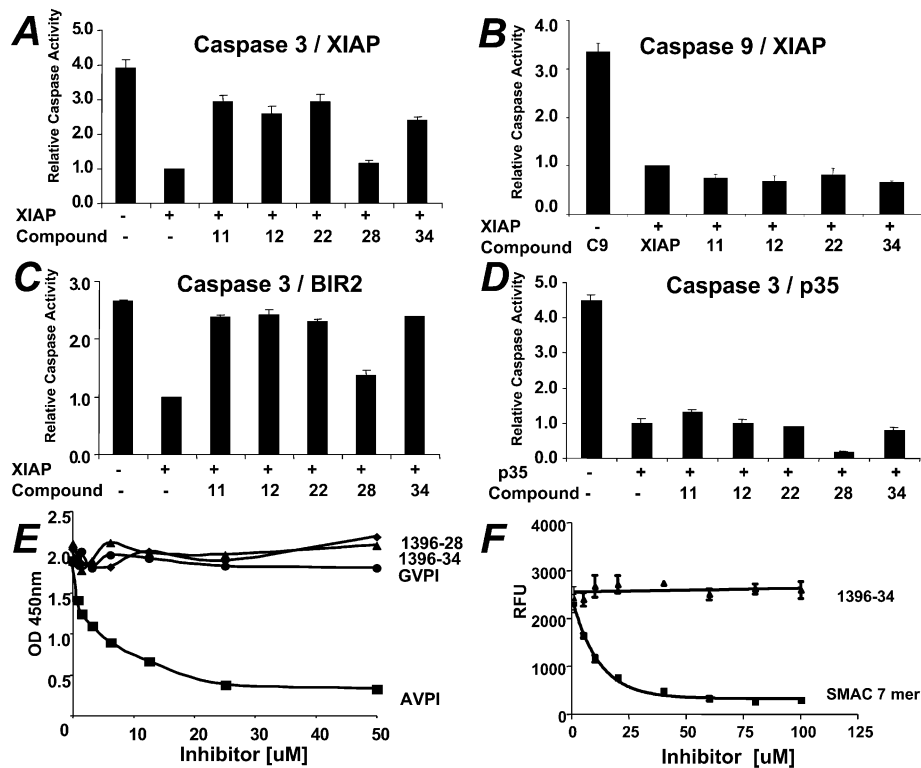 A
Caspase 3 / XIAP
Relative Caspase Activity
5.0
4.0
3.0
2.0
1.0
0.0
XIAP - + + + + + +
Compound - - 11 12 22 28 34
B
Caspase 9 / XIAP
Relative Caspase Activity
4.0
3.0
2.0
1.0
0.0
XIAP - + + + + +
Compound C9 XIAP 11 12 22 34
C
Caspase 3 / BIR2
Relative Caspase Activity
3.0
2.0
1.0
0.0
XIAP - + + + + + +
Compound - - 11 12 22 28 34
D
Caspase 3 / p35
Relative Caspase Activity
5.0
4.0
3.0
2.0
1.0
0.0
p35 - + + + + + +
Compound - - 11 12 22 28 34
E
OD 450nm
2.5
2.0
1.5
1.0
0.5
0
0 10 20 30 40 50
Inhibitor [uM]
1396-28
1396-34
GVPI
AVPI
F
RFU
4000
3000
2000
1000
0
0 25 50 75 100 125
Inhibitor [uM]
1396-34
SMAC 7 mer